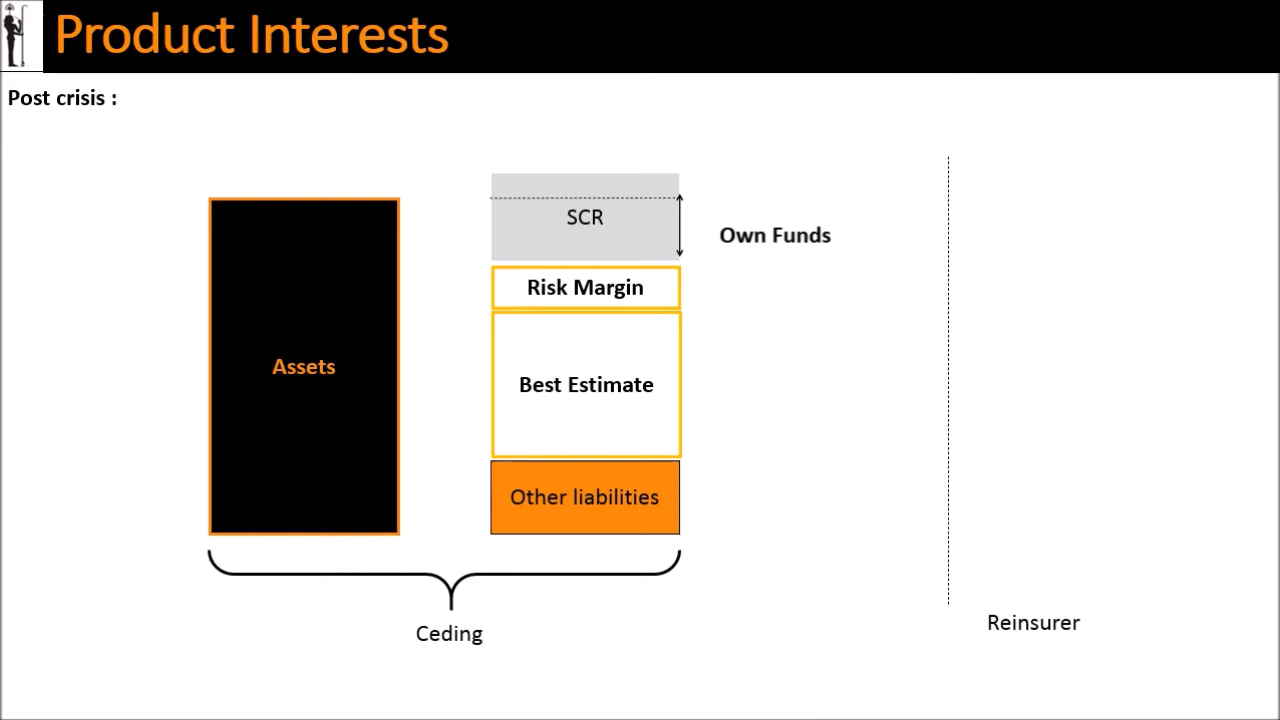 Product Interests
Post crisis :
SCR
Own Funds
Risk Margin
Assets
Best Estimate
Other liabilities
Ceding
Reinsurer